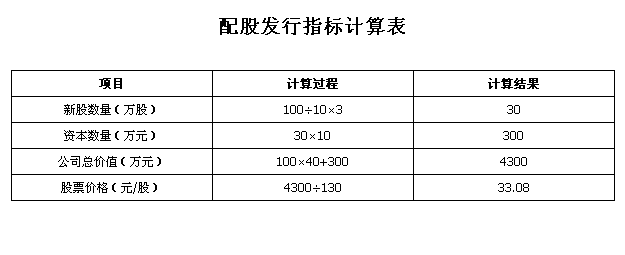 配股发行指标计算表
项目 计算过程 计算结果
新股数量（万股） 100÷10×3 30
资本数量（万元） 30×10 300
公司总价值（万元） 100×40+300 4300
股票价格（元/股） 4300÷130 33.08